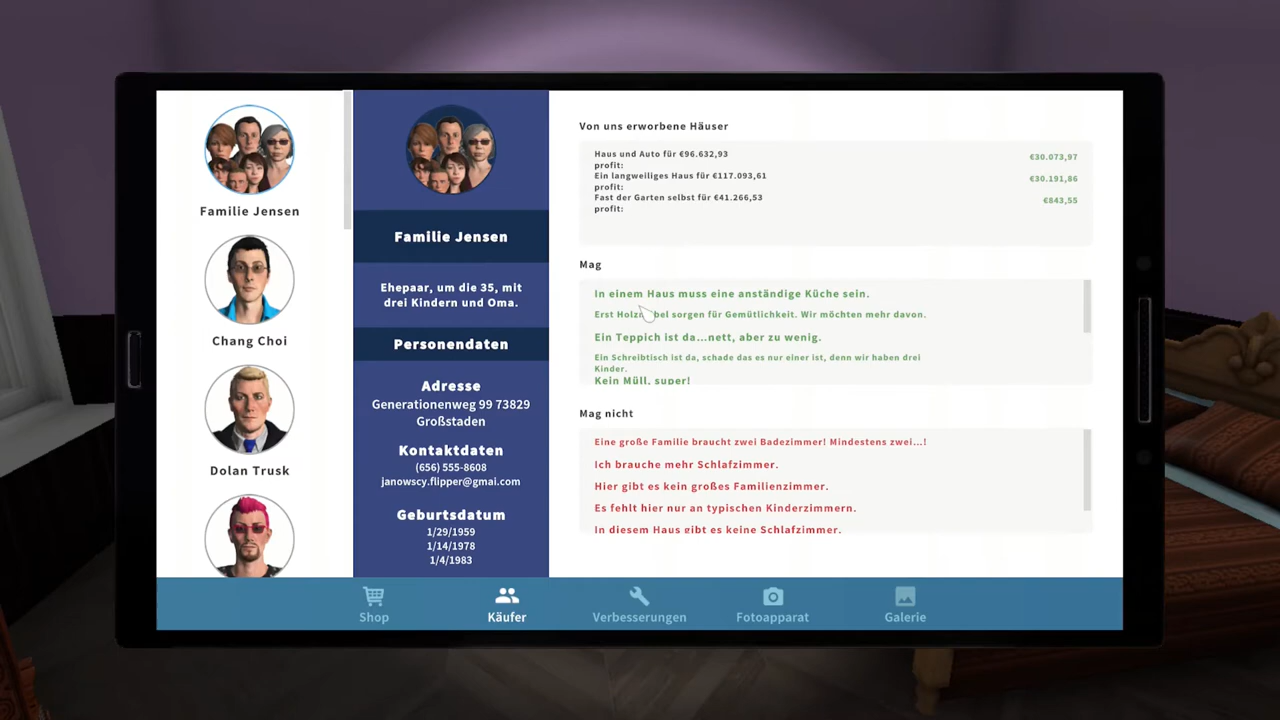 Familie Jensen
Chang Choi
Dolan Trusk
Familie Jensen
Ehepaar, um die 35, mit
drei Kindern und Oma.
Personendaten
Adresse
Generationenweg 99 73829
Großstaden
Kontaktdaten
(656) 555-8608
janowscy.flipper@gmai.com
Geburtsdatum
1/29/1959
1/14/1978
1/4/1983
Von uns erworbene Häuser
Haus und Auto für €96.632,93
profit: €30.073,97
Ein langweiliges Haus für €117.093,61
profit: €30.191,86
Fast der Garten selbst für €41.266,53
profit: €843,55
Mag
In einem Haus muss eine anständige Küche sein.
Erst Holzmöbel sorgen für Gemütlichkeit. Wir möchten mehr davon.
Ein Teppich ist da...nett, aber zu wenig.
Ein Schreibtisch ist da, schade das es nur einer ist, denn wir haben drei
Kinder.
Kein Müll, super!
Mag nicht
Eine große Familie braucht zwei Badezimmer! Mindestens zwei...!
Ich brauche mehr Schlafzimmer.
Hier gibt es kein großes Familienzimmer.
Es fehlt hier nur an typischen Kinderzimmern.
In diesem Haus gibt es keine Schlafzimmer.
Shop
Käufer
Verbesserungen
Fotoapparat
Galerie